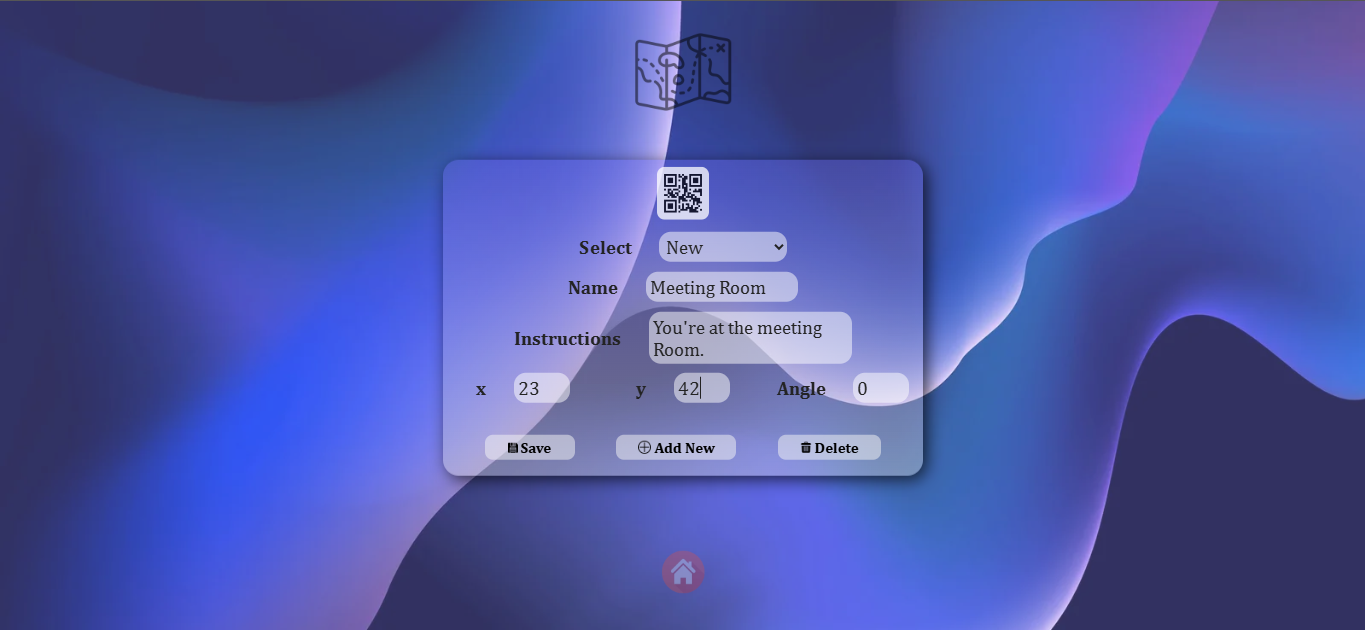 Select New
Name Meeting Room
Instructions You're at the meeting
Room.
x 23 y 42 Angle 0
Save Add New Delete